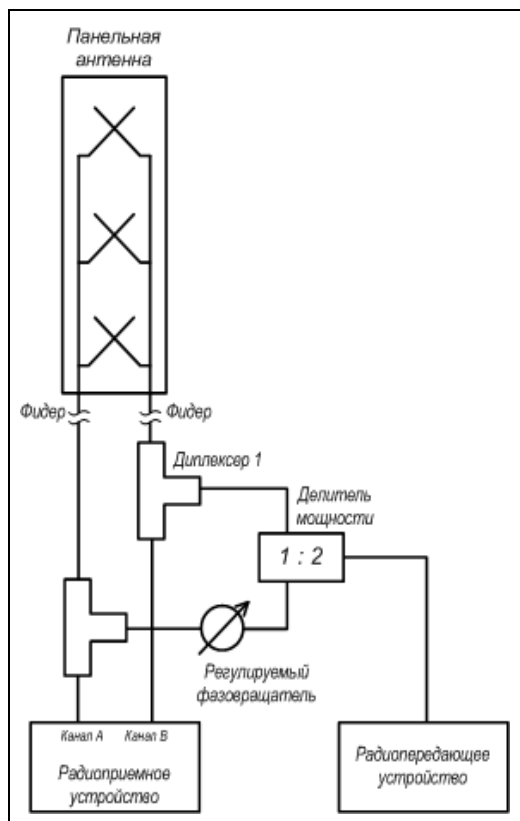 Панельная
антенна
Фидер
Фидер
Диплексер 1
Делитель
мощности
1 : 2
Регулируемый
фазовращатель
Канал А
Канал В
Радиоприемное
устройство
Радиопередающее
устройство